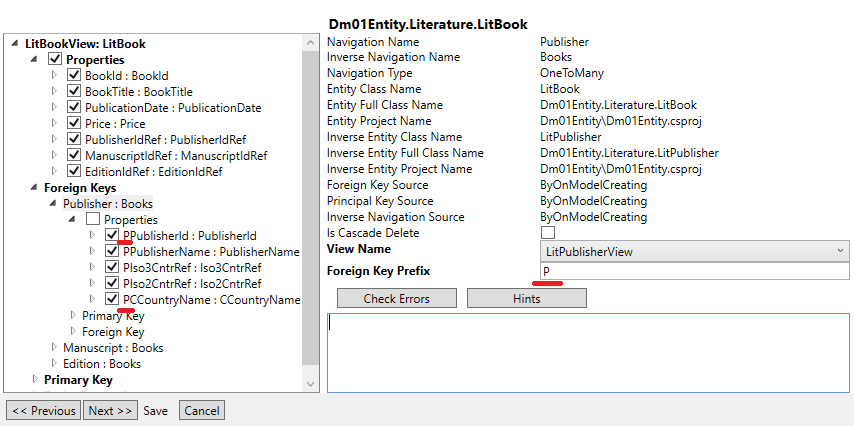 Dm01Entity.Literature.LitBook
LitBookView: LitBook
Properties
BookId : BookId
BookTitle : BookTitle
PublicationDate : PublicationDate
Price : Price
PublisherIdRef : PublisherIdRef
ManuscriptIdRef : ManuscriptIdRef
EditionIdRef : EditionIdRef
Foreign Keys
Publisher : Books
Properties
PPublisherId : PublisherId
PPublisherName : PublisherName
PIso3CntrRef : Iso3CntrRef
PIso2CntrRef : Iso2CntrRef
PCCountryName : CCountryName
Primary Key
Foreign Key
Manuscript : Books
Edition : Books
Primary Key
Navigation Name Publisher
Inverse Navigation Name Books
Navigation Type OneToMany
Entity Class Name LitBook
Entity Full Class Name Dm01Entity.Literature.LitBook
Entity Project Name Dm01Entity\Dm01Entity.csproj
Inverse Entity Class Name LitPublisher
Inverse Entity Full Class Name Dm01Entity.Literature.LitPublisher
Inverse Entity Project Name Dm01Entity\Dm01Entity.csproj
Foreign Key Source ByOnModelCreating
Principal Key Source ByOnModelCreating
Inverse Navigation Source ByOnModelCreating
Is Cascade Delete
View Name LitPublisherView
Foreign Key Prefix P
Check Errors Hints
<< Previous Next >> Save Cancel